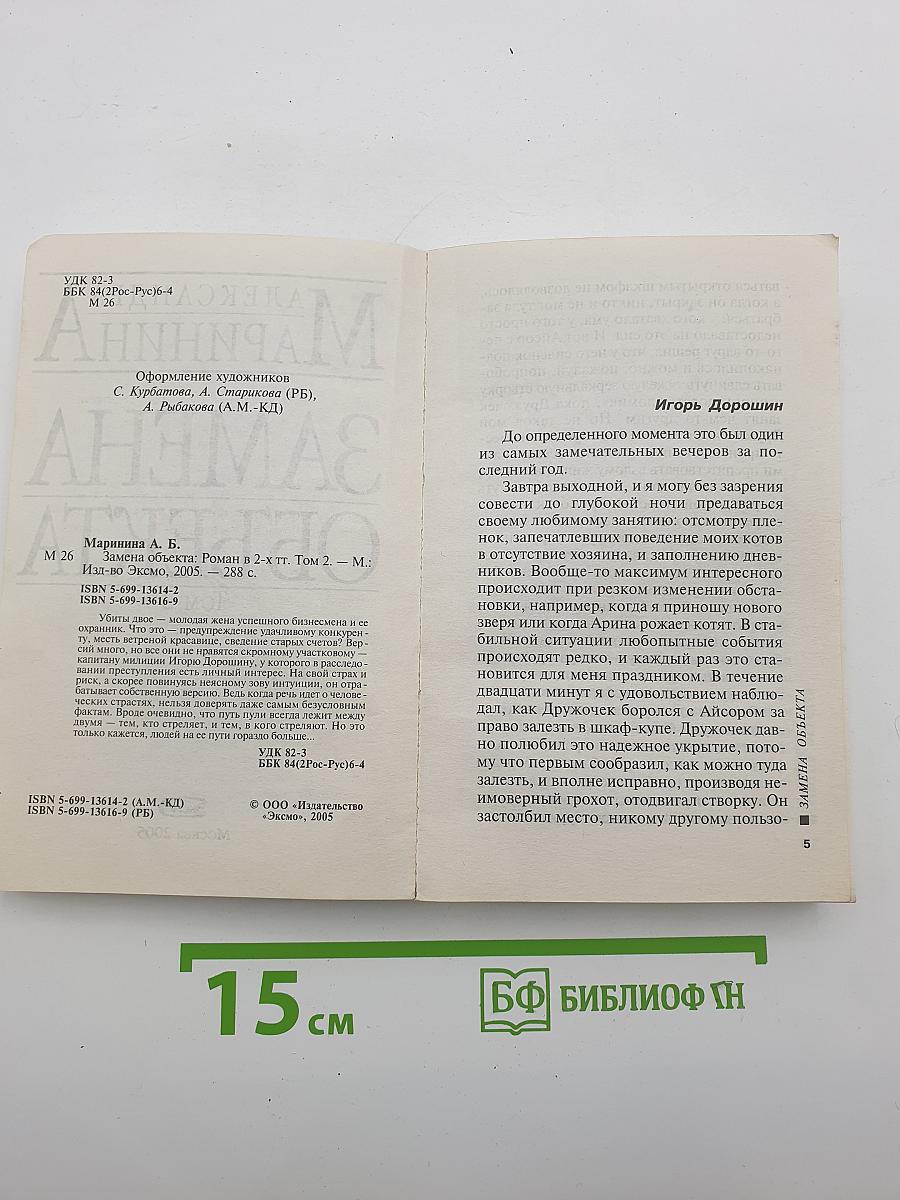 УДК 82-3
ББК 84(2Рос-Рус)6-4
М 26
Оформление художников
С. Курбатова, А. Старикова (РБ),
А. Рыбакова (А.М.-КД)
Маринина А. Б.
М 26 Замена объекта: Роман в 2-х тт. Том 2. — М.:
Изд-во Эксмо, 2005. — 288 с.
ISBN 5-699-13614-2
ISBN 5-699-13616-9
Убиты двое — молодая жена успешного бизнесмена и ее
охранник. Что это — предупреждение удачливому конкурен-
ту, месть ветреной красавице, сведение старых счетов? Вер-
сий много, но все они не нравятся скромному участковому —
капитану милиции Игорю Дорошину, у которого в расследо-
вании преступления есть личный интерес. На свой страх и
риск, а скорее повинуясь неясному зову интуиции, он отра-
батывает собственную версию. Ведь когда речь идет о челове-
ческих страстях, нельзя доверять даже самым безусловным
фактам. Вроде очевидно, что путь пули всегда лежит между
двумя — тем, кто стреляет, и тем, в кого стреляют. Но это
только кажется, людей на ее пути гораздо больше...
УДК 82-3
ББК 84(2Рос-Рус)6-4
ISBN 5-699-13614-2 (А.М.-КД)
ISBN 5-699-13616-9 (РБ)
© ООО «Издательство
«Эксмо», 2005
Игорь Дорошин
До определенного момента это был один
из самых замечательных вечеров за по-
следний год.
Завтра выходной, и я могу без зазрения
совести до глубокой ночи предаваться
своему любимому занятию: отсмотру пле-
нок, запечатлевших поведение моих котов
в отсутствие хозяина, и заполнению днев-
ников. Вообще-то максимум интересного
происходит при резком изменении обста-
новки, например, когда я приношу нового
зверя или когда Арина рожает котят. В ста-
бильной ситуации любопытные события
происходят редко, и каждый раз это ста-
новится для меня праздником. В течение
двадцати минут я с удовольствием наблю-
дал, как Дружочек боролся с Айсором за
право залезть в шкаф-купе. Дружочек дав-
но полюбил это надежное укрытие, пото-
му что первым сообразил, как можно туда
залезть, и вполне исправно, производя не-
имоверный грохот, отодвигал створку. Он
застолбил место, никому другому пользо-
ЗАМЕНА ОБЪЕКТА
5
15 см
БФ БИБЛИОФ